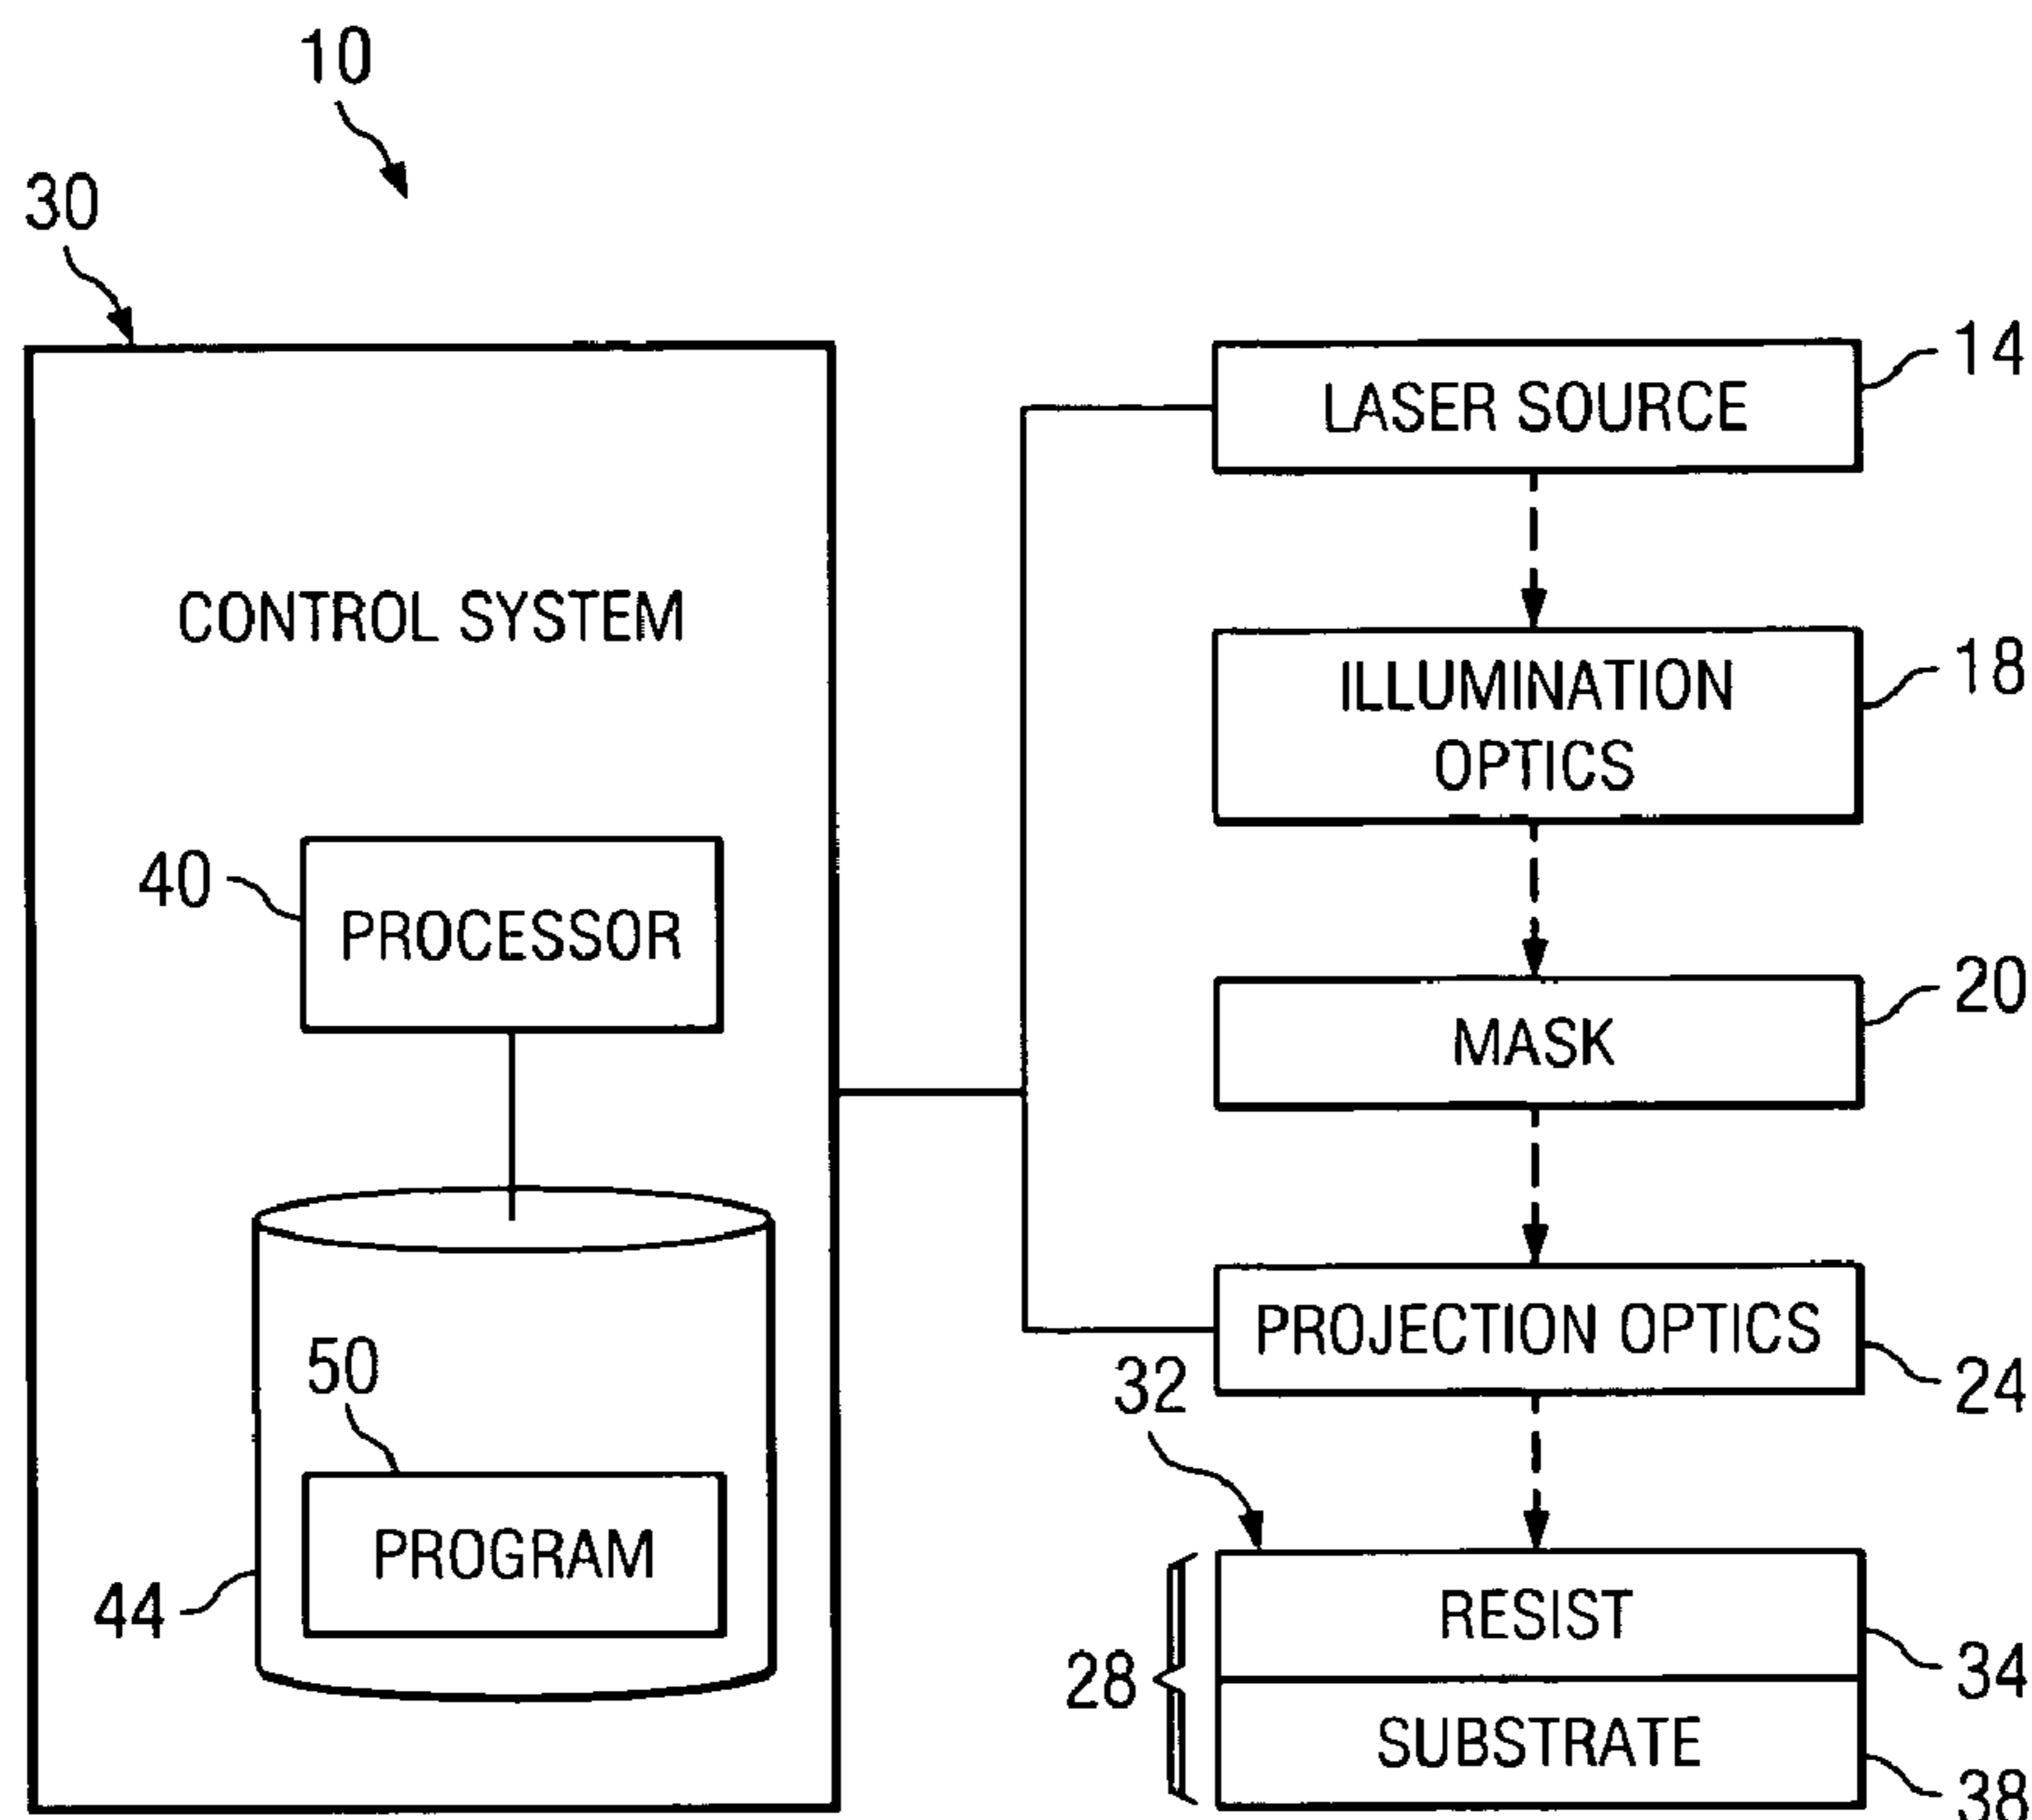 10
30
CONTROL SYSTEM
40
PROCESSOR
50
PROGRAM
44
LASER SOURCE
14
ILLUMINATION
OPTICS
18
MASK
20
PROJECTION OPTICS
24
32
RESIST
34
28
SUBSTRATE
38